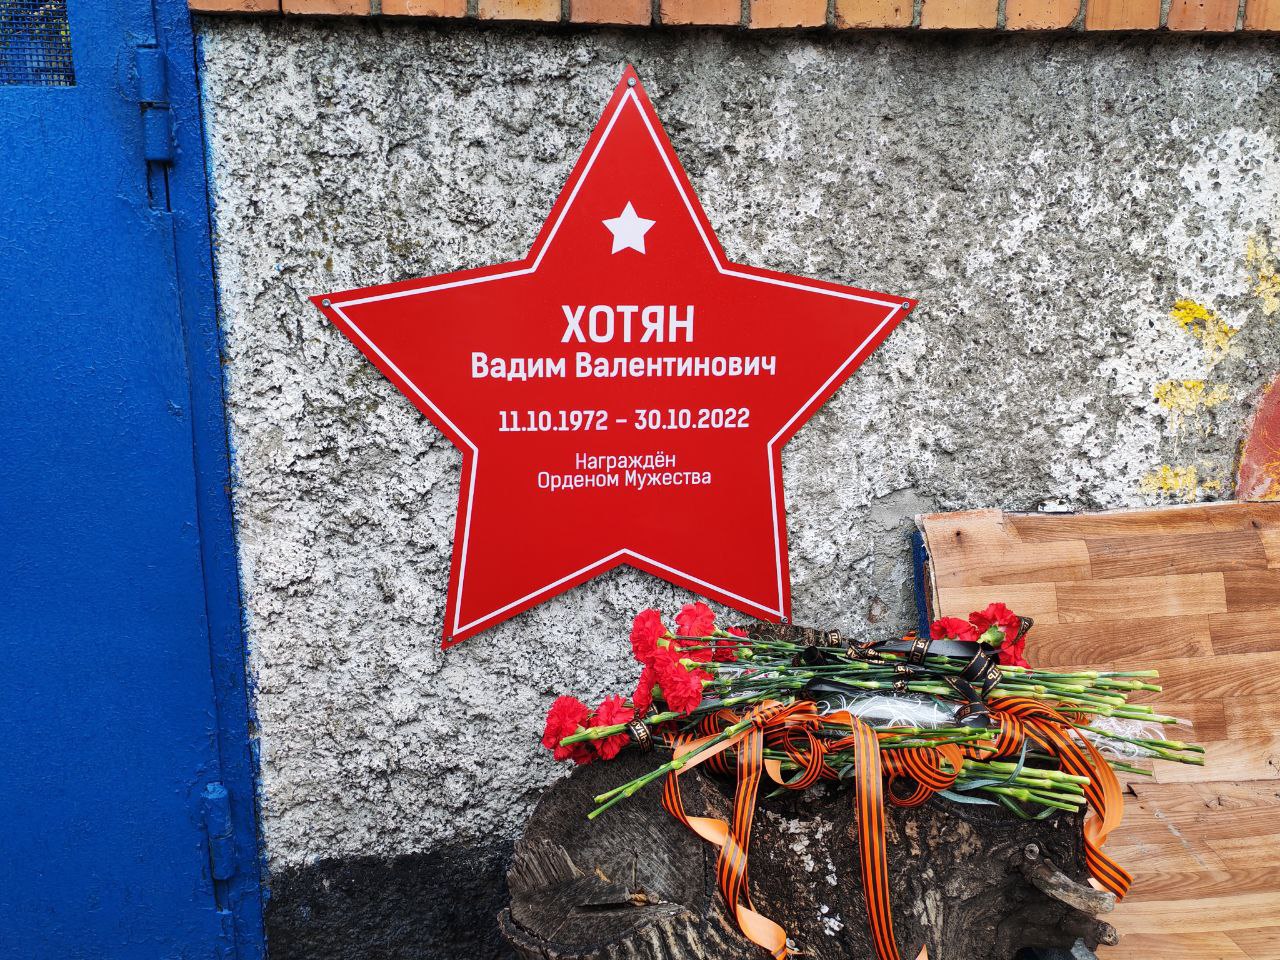 ХОТЯН
Вадим Валентинович
11.10.1972 - 30.10.2022
Награждён
Орденом Мужества